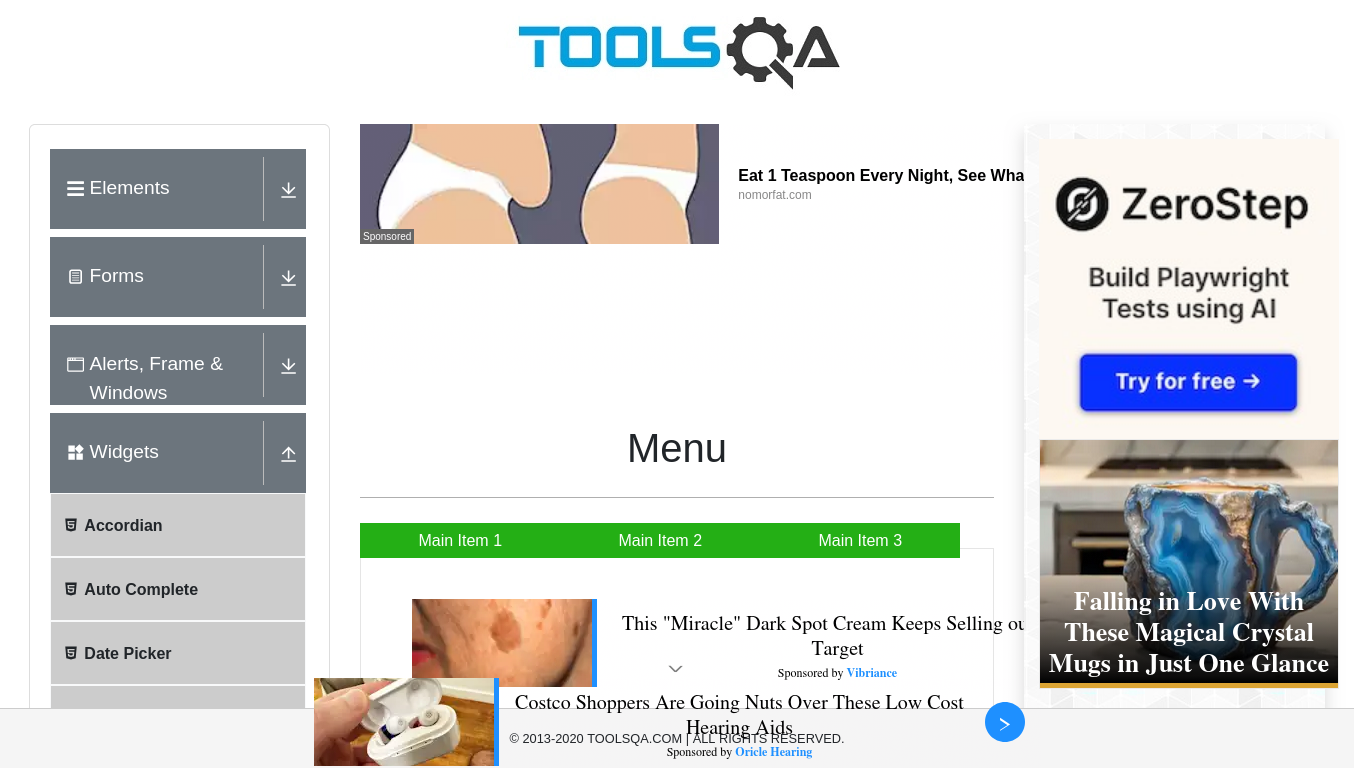 TOOLSQA
Elements
Forms
Alerts, Frame &
Windows
Widgets
Accordian
Auto Complete
Date Picker
Sponsored
Eat 1 Teaspoon Every Night, See Wha
nomorfat.com
Menu
Main Item 1
Main Item 2
Main Item 3
This "Miracle" Dark Spot Cream Keeps Selling ou
Target
Sponsored by Vibriance
Costco Shoppers Are Going Nuts Over These Low Cost
Hearing Aids
Sponsored by Oricle Hearing
© 2013-2020 TOOLSQA.COM | ALL RIGHTS RESERVED.
ZeroStep
Build Playwright
Tests using AI
Try for free →
Falling in Love With
These Magical Crystal
Mugs in Just One Glance